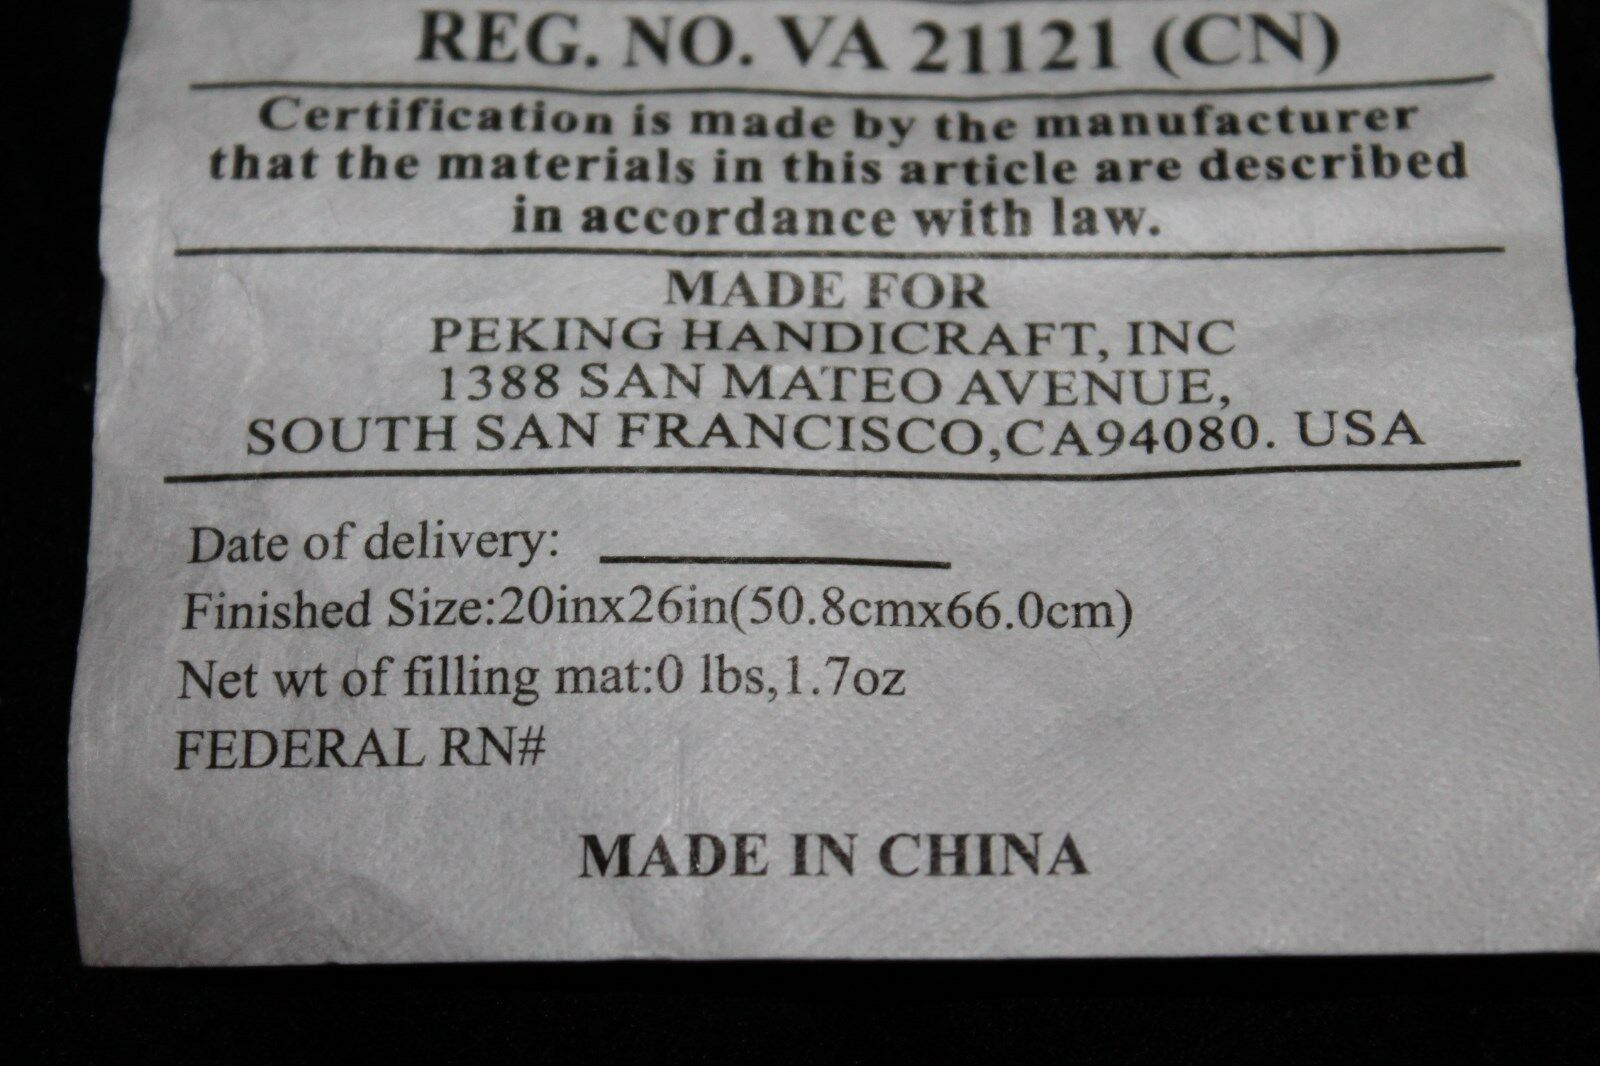 REG. NO. VA 21121 (CN)
Certification is made by the manufacturer
that the materials in this article are described
in accordance with law.
MADE FOR
PEKING HANDICRAFT, INC
1388 SAN MATEO AVENUE,
SOUTH SAN FRANCISCO,CA94080. USA
Date of delivery:
Finished Size:20inx26in(50.8cmx66.0cm)
Net wt of filling mat:0 lbs,1.7oz
FEDERAL RN#
MADE IN CHINA